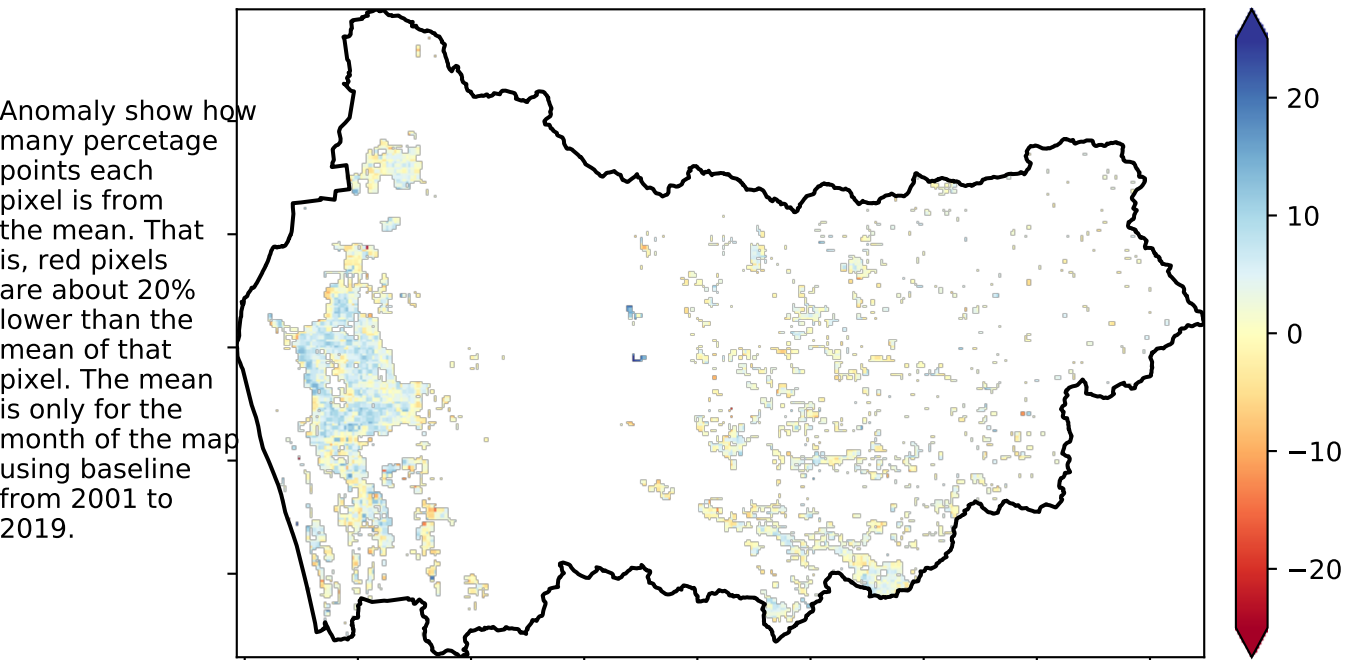 Anomaly show how
many percetage
points each
pixel is from
the mean. That
is, red pixels
are about 20%
lower than the
mean of that
pixel. The mean
is only for the
month of the map
using baseline
from 2001 to
2019.
20
10
0
−10
−20